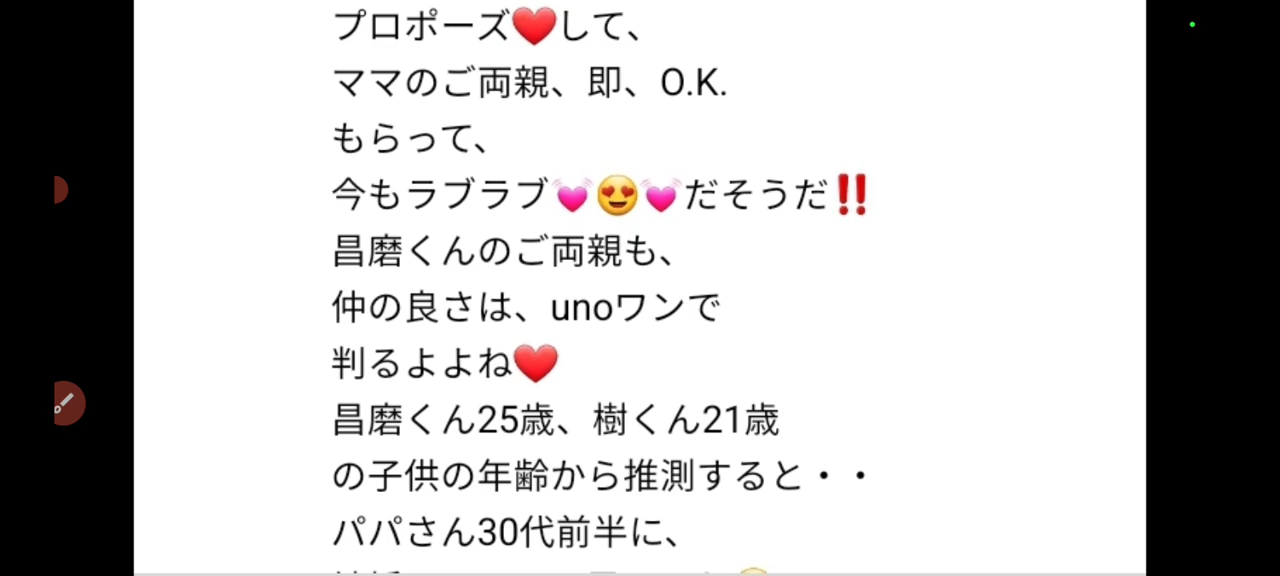 プロポーズ❤️して、
ママのご両親、即、O.K.
もらって、
今もラブラブ💓😍💓だそうだ‼️
昌磨くんのご両親も、
仲の良さは、unoワンで
判るよよね❤️
昌磨くん25歳、樹くん21歳
の子供の年齢から推測すると・・
パパさん30代前半に、